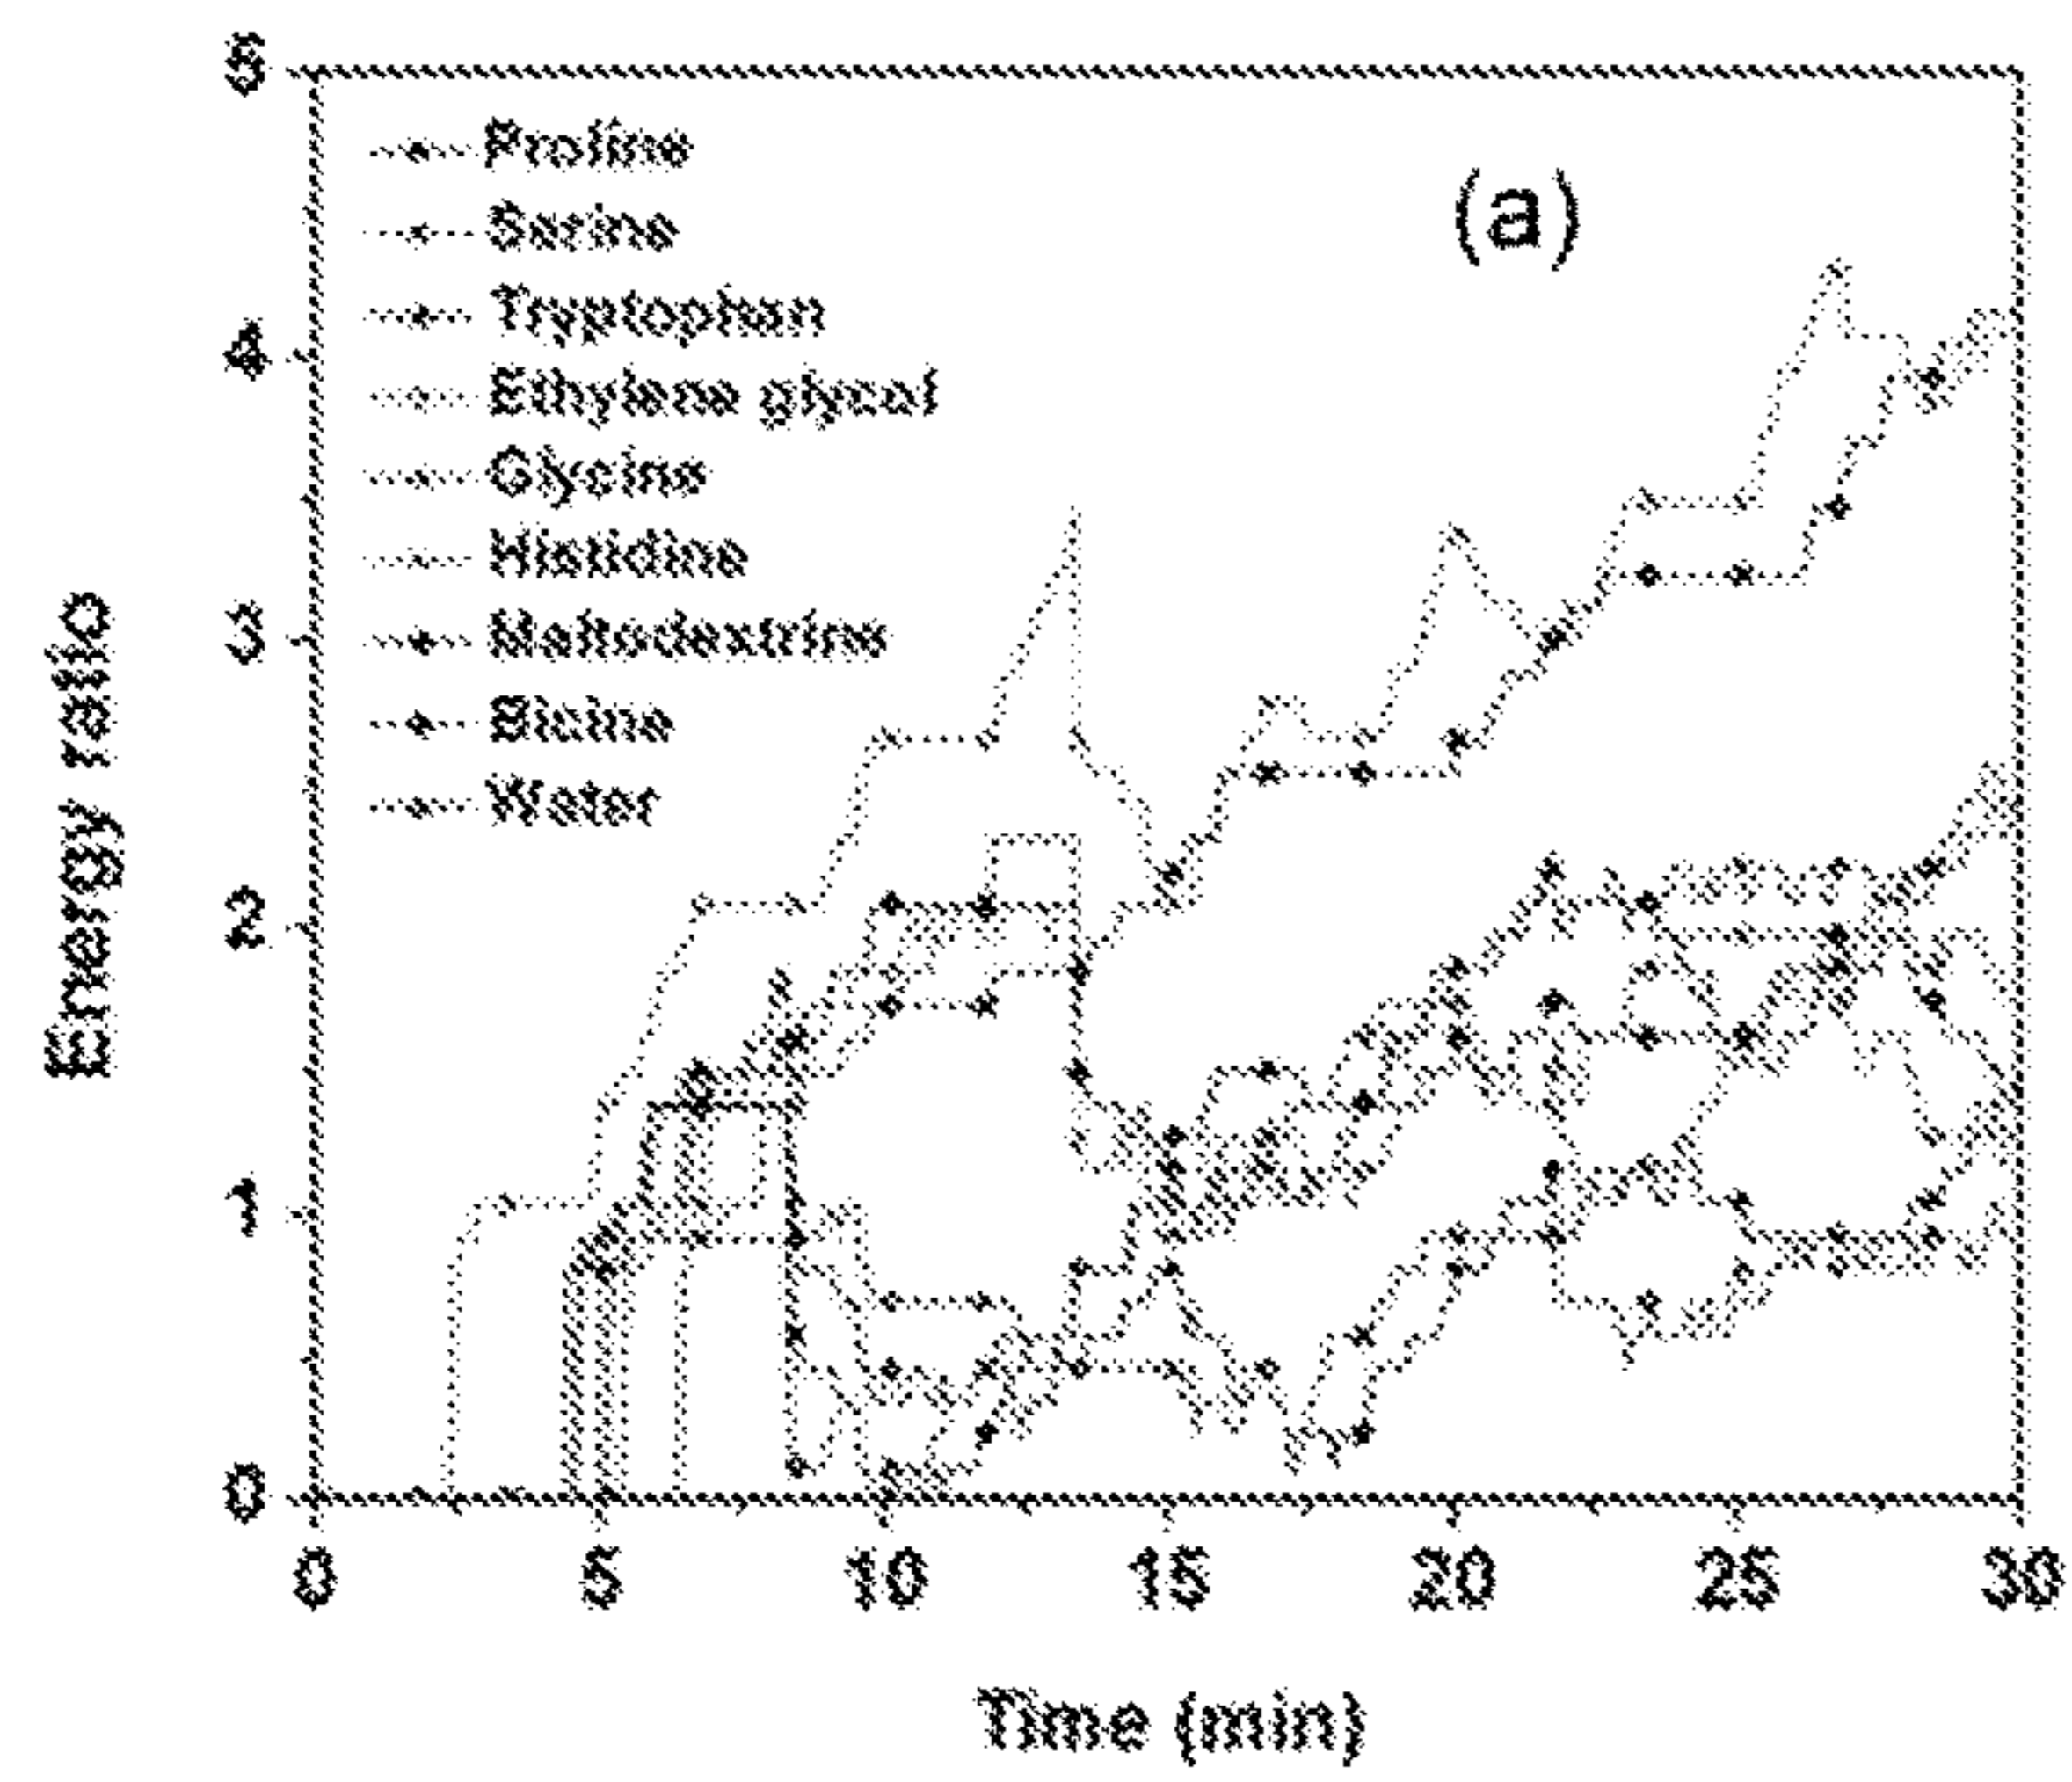 5
Proline
Serine
(a)
Tryptophan
4
Ethylene glycol
Glycine
Histidine
3
Maltodextrins
Bicine
Water
2
1
0
Energy ratio
0 5 10 15 20 25 30
Time (min)